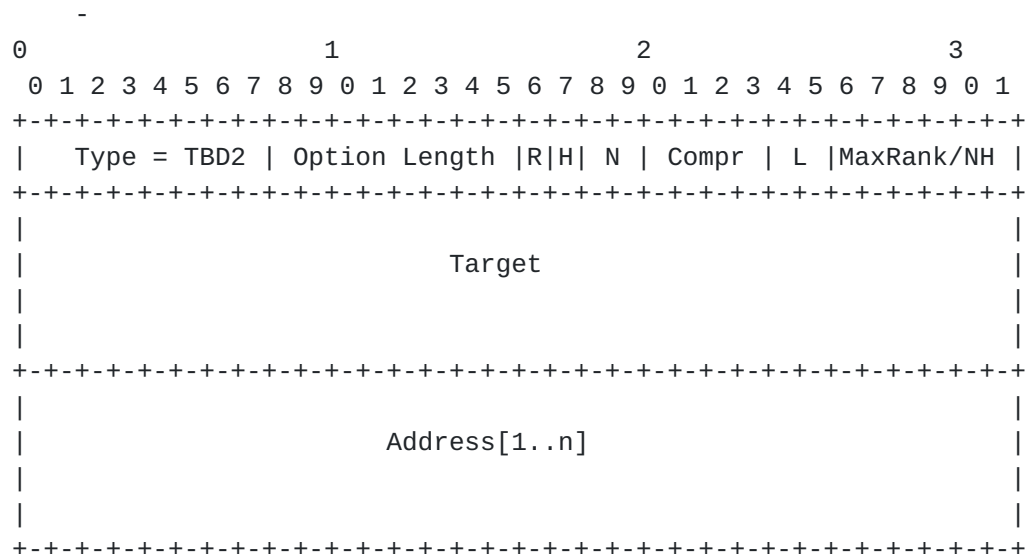 -
0 1 2 3
0 1 2 3 4 5 6 7 8 9 0 1 2 3 4 5 6 7 8 9 0 1 2 3 4 5 6 7 8 9 0 1
+-+-+-+-+-+-+-+-+-+-+-+-+-+-+-+-+-+-+-+-+-+-+-+-+-+-+-+-+-+-+-+-+
| Type = TBD2 | Option Length |R|H| N | Compr | L |MaxRank/NH |
+-+-+-+-+-+-+-+-+-+-+-+-+-+-+-+-+-+-+-+-+-+-+-+-+-+-+-+-+-+-+-+-+
| |
| Target |
| |
| |
+-+-+-+-+-+-+-+-+-+-+-+-+-+-+-+-+-+-+-+-+-+-+-+-+-+-+-+-+-+-+-+-+
| |
| Address[1..n] |
| |
| |
+-+-+-+-+-+-+-+-+-+-+-+-+-+-+-+-+-+-+-+-+-+-+-+-+-+-+-+-+-+-+-+-+